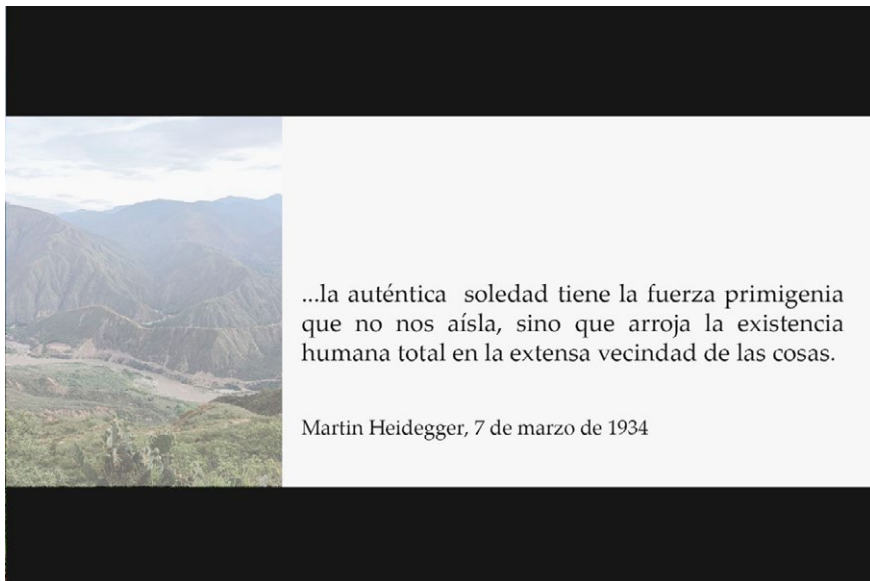 ...la auténtica soledad tiene la fuerza primigenia
que no nos aísla, sino que arroja la existencia
humana total en la extensa vecindad de las cosas.
Martin Heidegger, 7 de marzo de 1934